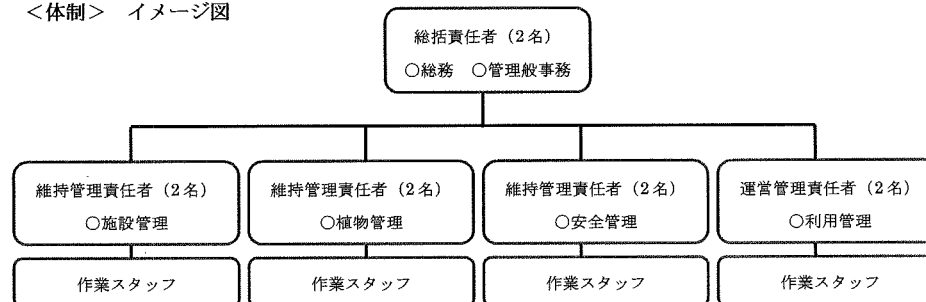 ＜体制＞　イメージ図
総括責任者（2名）
○総務　○管理般事務
維持管理責任者（2名）
○施設管理
維持管理責任者（2名）
○植物管理
維持管理責任者（2名）
○安全管理
運営管理責任者（2名）
○利用管理
作業スタッフ
作業スタッフ
作業スタッフ
作業スタッフ